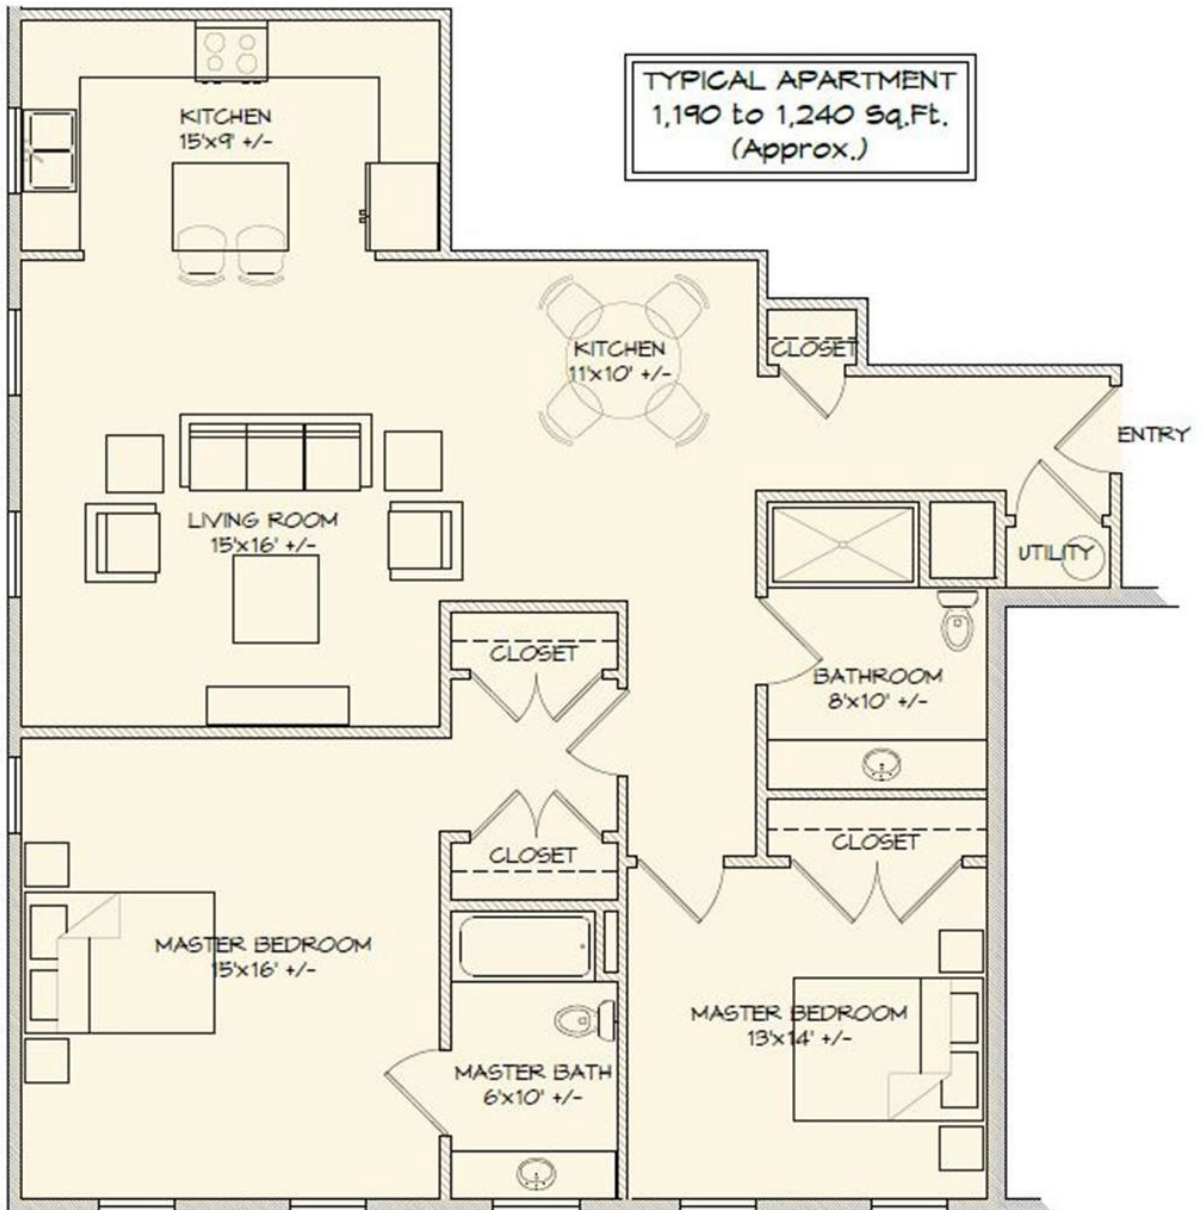 TYPICAL APARTMENT
1,190 to 1,240 Sq.Ft.
(Approx.)
KITCHEN
15'x9' +/-
KITCHEN
11'x10' +/-
CLOSET
ENTRY
LIVING ROOM
15'x16' +/-
UTILITY
CLOSET
BATHROOM
8'x10' +/-
CLOSET
CLOSET
MASTER BEDROOM
15'x16' +/-
MASTER BEDROOM
13'x14' +/-
MASTER BATH
6'x10' +/-